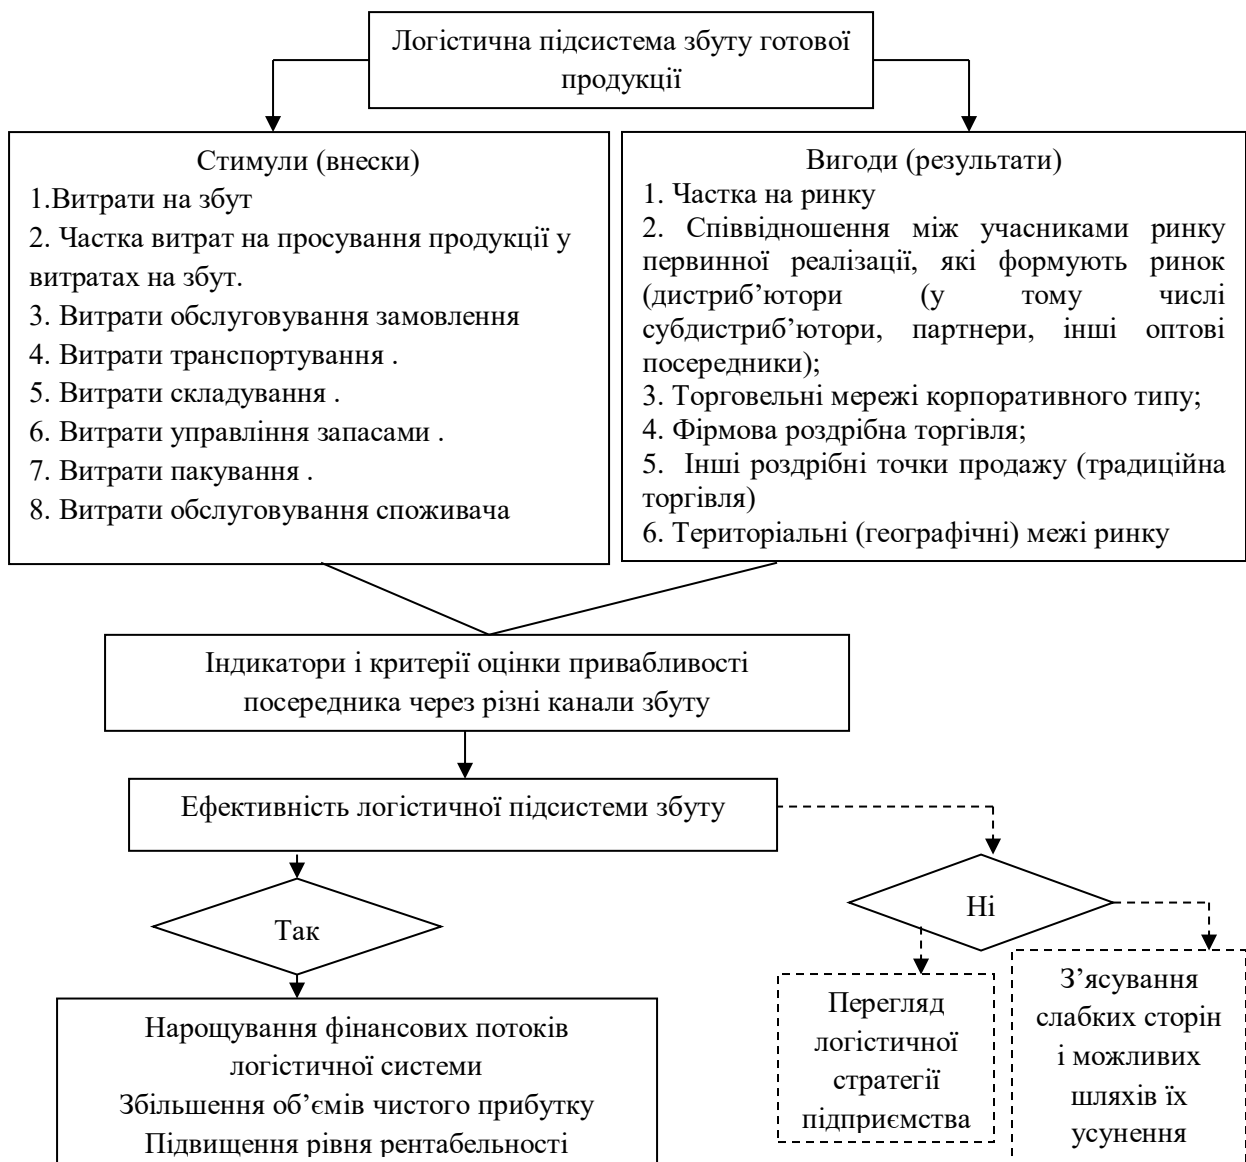 Логістична підсистема збуту готової
продукції
Стимули (внески)
1.Витрати на збут
2. Частка витрат на просування продукції у
витратах на збут.
3. Витрати обслуговування замовлення
4. Витрати транспортування .
5. Витрати складування .
6. Витрати управління запасами .
7. Витрати пакування .
8. Витрати обслуговування споживача
Вигоди (результати)
1. Частка на ринку
2. Співвідношення між учасниками ринку
первинної реалізації, які формують ринок
(дистриб’ютори (у тому числі
субдистриб’ютори, партнери, інші оптові
посередники);
3. Торговельні мережі корпоративного типу;
4. Фірмова роздрібна торгівля;
5. Інші роздрібні точки продажу (традиційна
торгівля)
6. Територіальні (географічні) межі ринку
Індикатори і критерії оцінки привабливості
посередника через різні канали збуту
Ефективність логістичної підсистеми збуту
Так
Ні
Нарощування фінансових потоків
логістичної системи
Збільшення об’ємів чистого прибутку
Підвищення рівня рентабельності
Перегляд
логістичної
стратегії
підприємства
З’ясування
слабких сторін
і можливих
шляхів їх
усунення